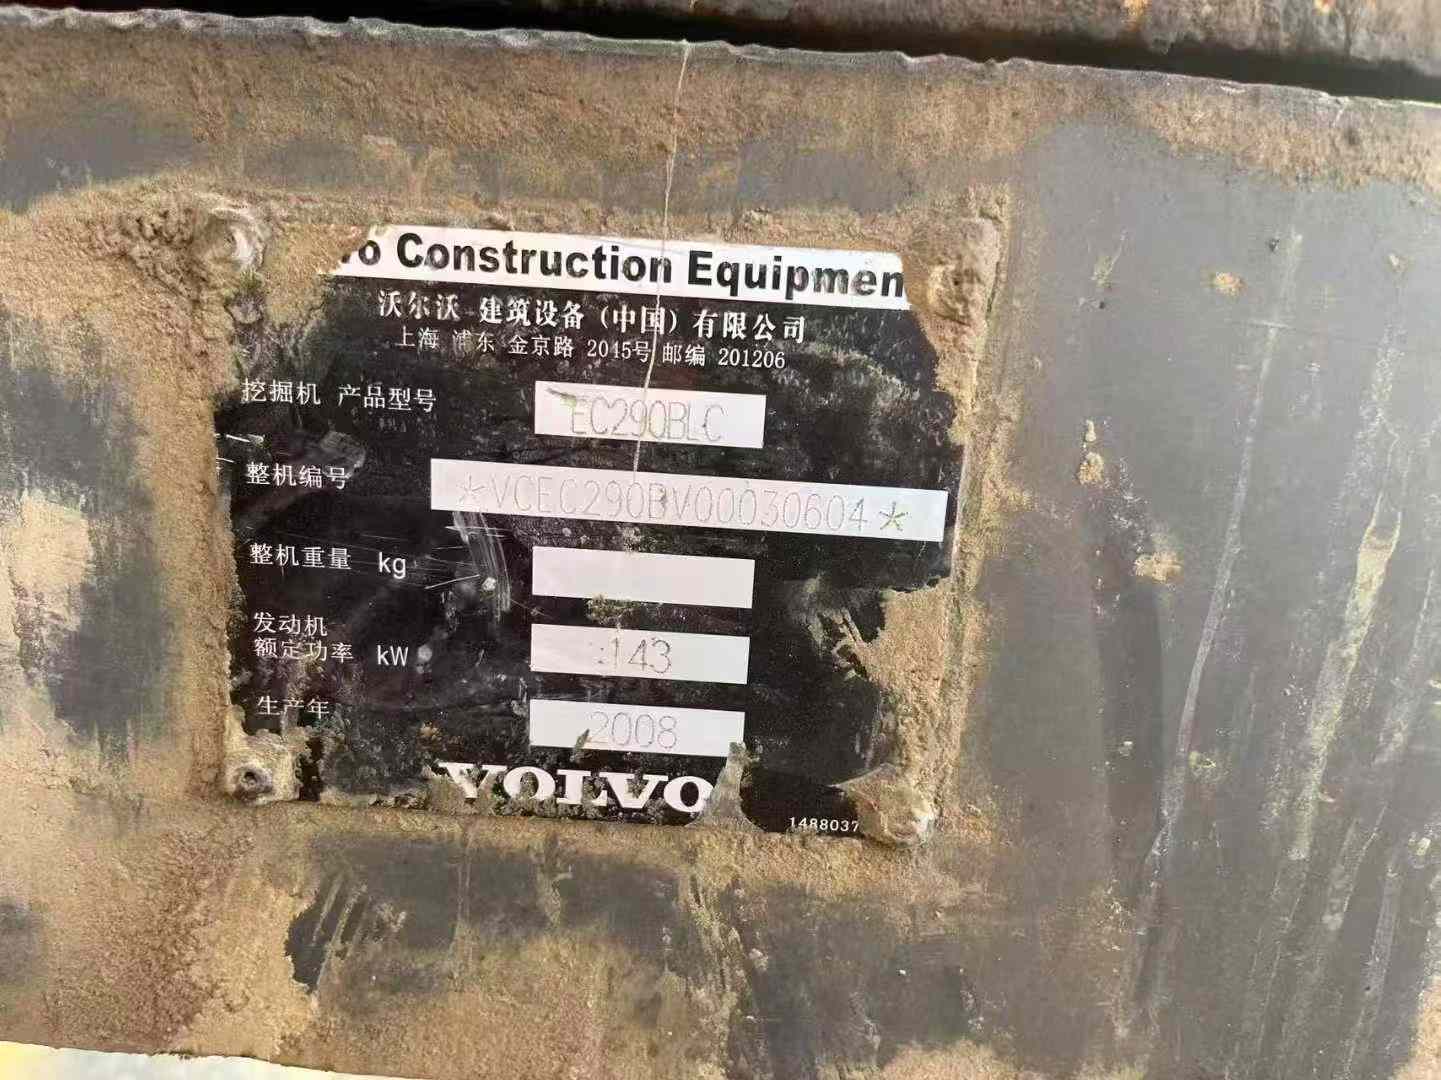 Construction Equipmen
沃尔沃 建筑设备（中国）有限公司
上海 浦东 金京路 2045号 邮编 201206
挖掘机 产品型号 EC290BLC
整机编号 *VCEC290BV00030604*
整机重量 kg
发动机
额定功率 kW 143
生产年 2008
VOLVO
1488037